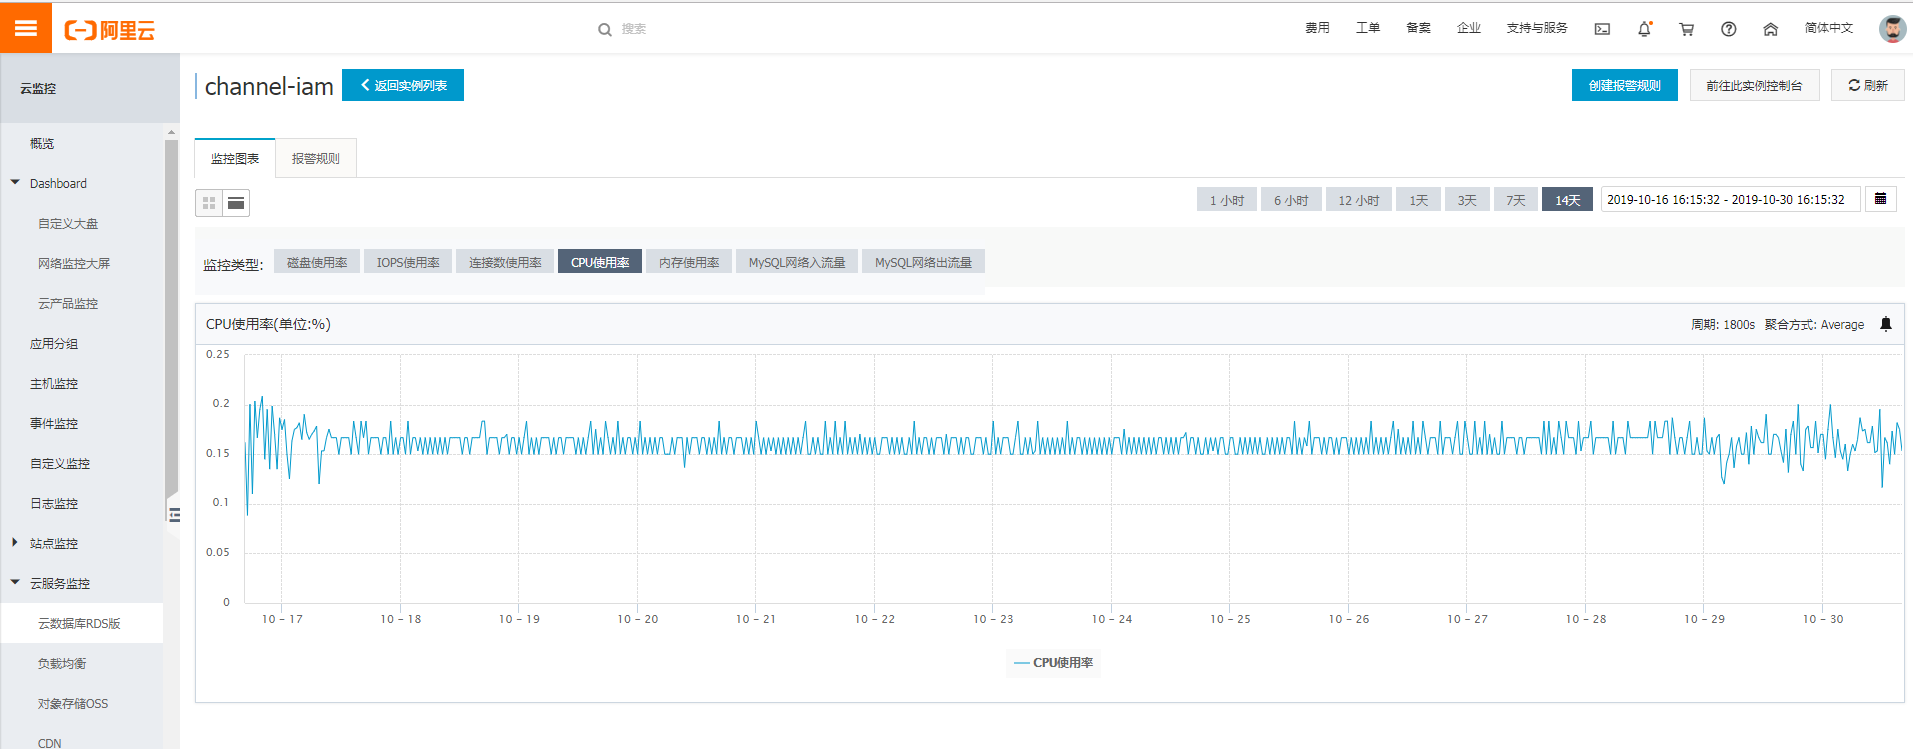 阿里云
搜索
费用 工单 备案 企业 支持与服务 简体中文
云监控
概览
Dashboard
自定义大盘
网络监控大屏
云产品监控
应用分组
主机监控
事件监控
自定义监控
日志监控
站点监控
云服务监控
云数据库RDS版
负载均衡
对象存储OSS
CDN
channel-iam 返回实例列表 创建报警规则 前往此实例控制台 刷新
监控图表 报警规则
1 小时 6 小时 12 小时 1天 3天 7天 14天 2019-10-16 16:15:32 - 2019-10-30 16:15:32
监控类型: 磁盘使用率 IOPS使用率 连接数使用率 CPU使用率 内存使用率 MySQL网络入流量 MySQL网络出流量
CPU使用率(单位:%) 周期: 1800s 聚合方式: Average
0.25
0.2
0.15
0.1
0.05
0
10 - 17 10 - 18 10 - 19 10 - 20 10 - 21 10 - 22 10 - 23 10 - 24 10 - 25 10 - 26 10 - 27 10 - 28 10 - 29 10 - 30
CPU使用率